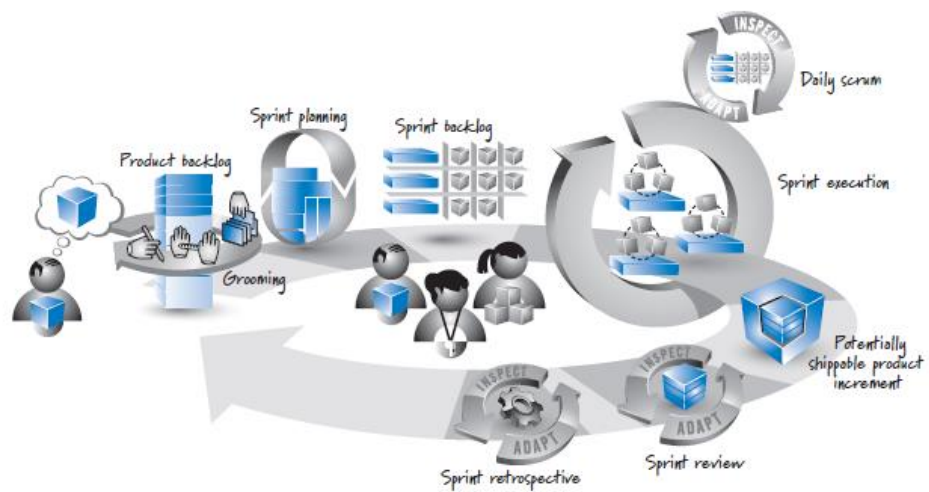 INSPECT
ADAPT
Daily scrum
Sprint planning
Sprint backlog
Product backlog
Sprint execution
Grooming
Potentially
shippable product
increment
INSPECT
ADAPT
Sprint review
INSPECT
ADAPT
Sprint retrospective